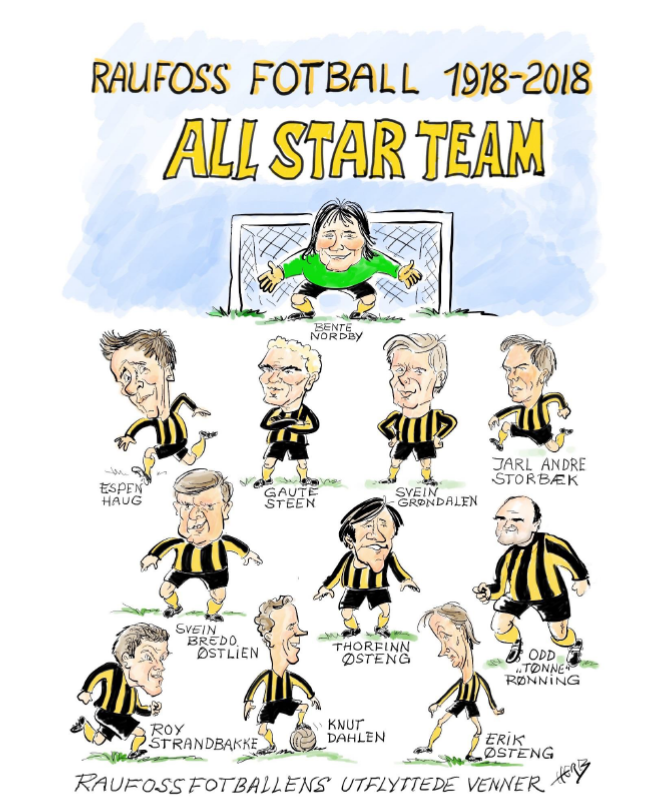 RAUFOSS FOTBALL 1918-2018
ALL STAR TEAM
BENTE
NORDBY
ESPEN
HAUG
GAUTE
STEEN
SVEIN
GRØNDALEN
JARL ANDRE
STORBÆK
SVEIN
BREDO
ØSTLIEN
THORFINN
ØSTENG
ODD
"TØNNE"
RØNNING
ROY
STRANDBAKKE
KNUT
DAHLEN
ERIK
ØSTENG
RAUFOSSFOTBALLENS UTFLYTTEDE VENNER